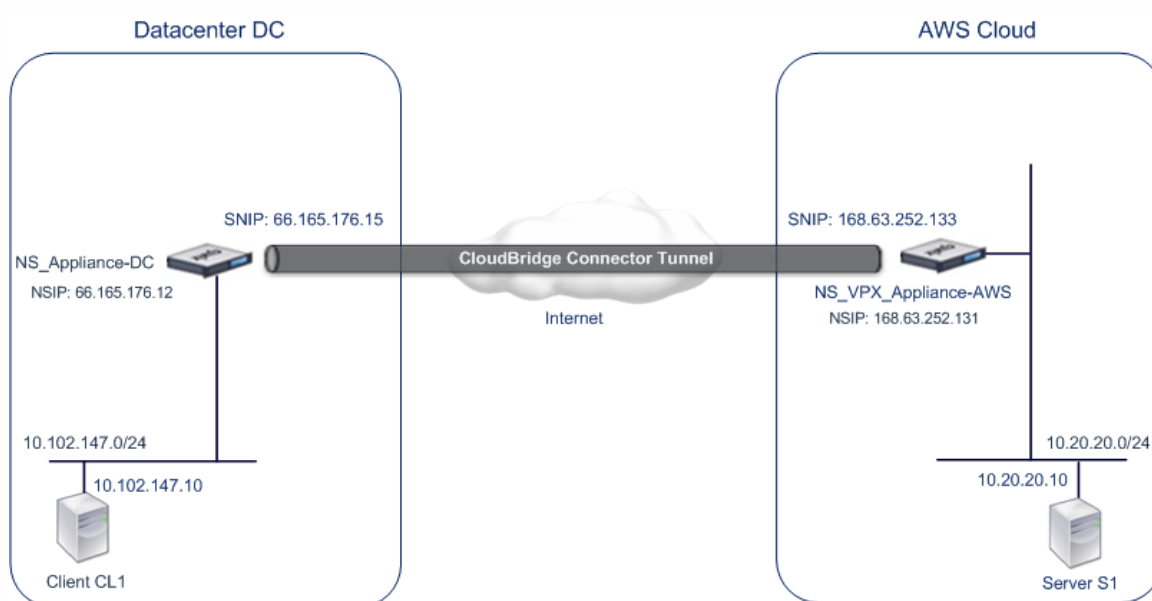 Datacenter DC
AWS Cloud
SNIP: 66.165.176.15
SNIP: 168.63.252.133
NS_Appliance-DC
CloudBridge Connector Tunnel
NSIP: 66.165.176.12
NS_VPX_Appliance-AWS
Internet
NSIP: 168.63.252.131
10.102.147.0/24
10.20.20.0/24
10.102.147.10
10.20.20.10
Client CL1
Server S1